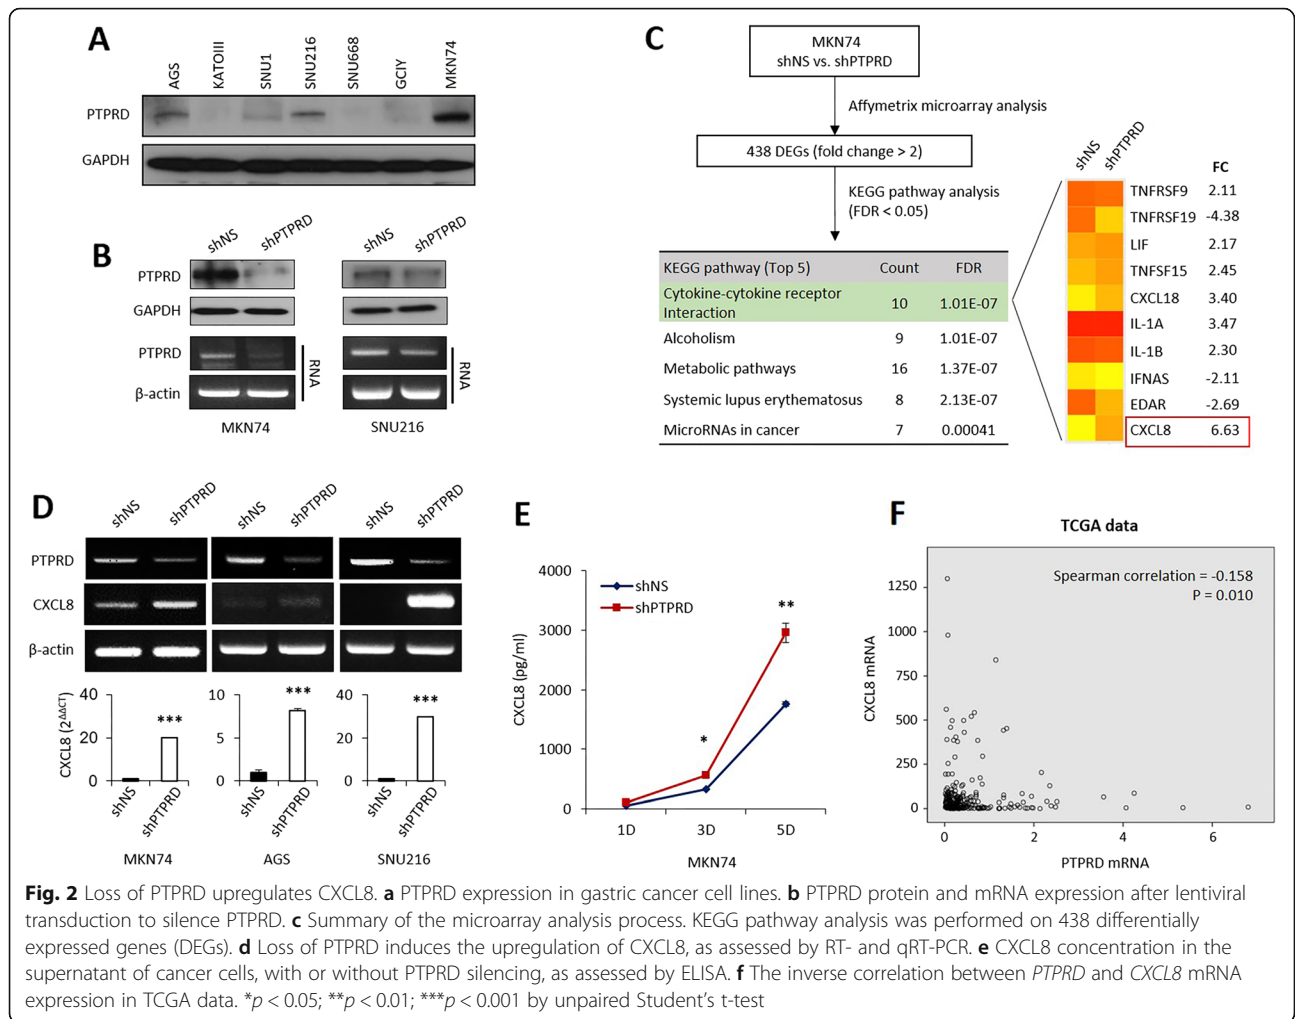 A
AGS
KATOIII
SNU1
SNU216
SNU668
GCIY
MKN74
PTPRD
GAPDH
B
shNS shPTPRD
shNS shPTPRD
PTPRD
GAPDH
PTPRD
β-actin
RNA
RNA
MKN74
SNU216
C
MKN74
shNS vs. shPTPRD
Affymetrix microarray analysis
438 DEGs (fold change > 2)
KEGG pathway analysis
(FDR < 0.05)
KEGG pathway (Top 5) Count FDR
Cytokine-cytokine receptor
Interaction 10 1.01E-07
Alcoholism 9 1.01E-07
Metabolic pathways 16 1.37E-07
Systemic lupus erythematosus 8 2.13E-07
MicroRNAs in cancer 7 0.00041
shNS shPTPRD
FC
TNFRSF9 2.11
TNFRSF19 -4.38
LIF 2.17
TNFSF15 2.45
CXCL18 3.40
IL-1A 3.47
IL-1B 2.30
IFNAS -2.11
EDAR -2.69
CXCL8 6.63
D
shNS shPTPRD
shNS shPTPRD
shNS shPTPRD
PTPRD
CXCL8
β-actin
CXCL8 (2ΔΔCT)
40
20
0
***
shNS
shPTPRD
MKN74
10
5
0
***
shNS
shPTPRD
AGS
40
20
0
***
shNS
shPTPRD
SNU216
E
CXCL8 (pg/ml)
4000
3000
2000
1000
0
shNS
shPTPRD
*
**
1D 3D 5D
MKN74
F
TCGA data
Spearman correlation = -0.158
P = 0.010
CXCL8 mRNA
1250
1000
750
500
250
0
0 2 4 6
PTPRD mRNA
Fig. 2 Loss of PTPRD upregulates CXCL8. a PTPRD expression in gastric cancer cell lines. b PTPRD protein and mRNA expression after lentiviral
transduction to silence PTPRD. c Summary of the microarray analysis process. KEGG pathway analysis was performed on 438 differentially
expressed genes (DEGs). d Loss of PTPRD induces the upregulation of CXCL8, as assessed by RT- and qRT-PCR. e CXCL8 concentration in the
supernatant of cancer cells, with or without PTPRD silencing, as assessed by ELISA. f The inverse correlation between PTPRD and CXCL8 mRNA
expression in TCGA data. *p < 0.05; **p < 0.01; ***p < 0.001 by unpaired Student's t-test